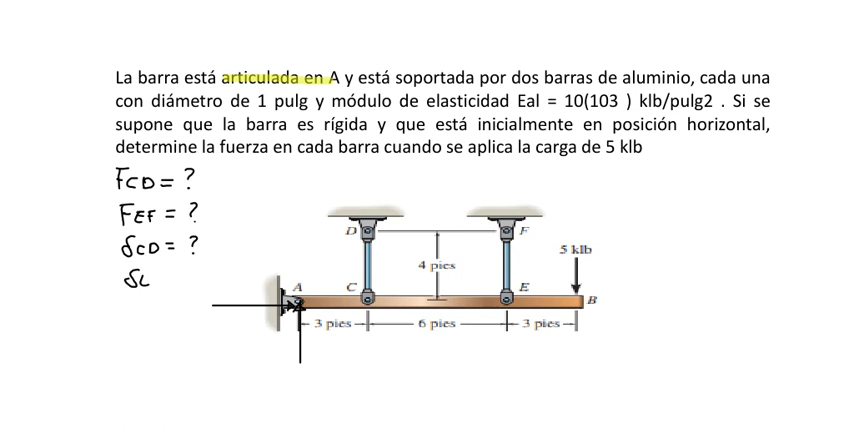 La barra está articulada en A y está soportada por dos barras de aluminio, cada una
con diámetro de 1 pulg y módulo de elasticidad Eal = 10(103 ) klb/pulg2 . Si se
supone que la barra es rígida y que está inicialmente en posición horizontal,
determine la fuerza en cada barra cuando se aplica la carga de 5 klb
FCD = ?
FEF = ?
δCD = ?
δL
D
F
5 klb
4 pies
A
C
E
B
3 pies
6 pies
3 pies